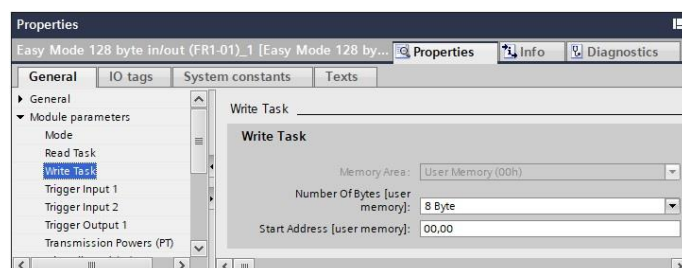 Properties
Easy Mode 128 byte in/out (FR1-01)_1 [Easy Mode 128 by... Properties Info Diagnostics
General IO tags System constants Texts
General
Module parameters
Mode
Read Task
Write Task
Trigger Input 1
Trigger Input 2
Trigger Output 1
Transmission Powers (PT)
Write Task
Write Task
Memory Area: User Memory (00h)
Number Of Bytes [user
memory]: 8 Byte
Start Address [user memory]: 00,00